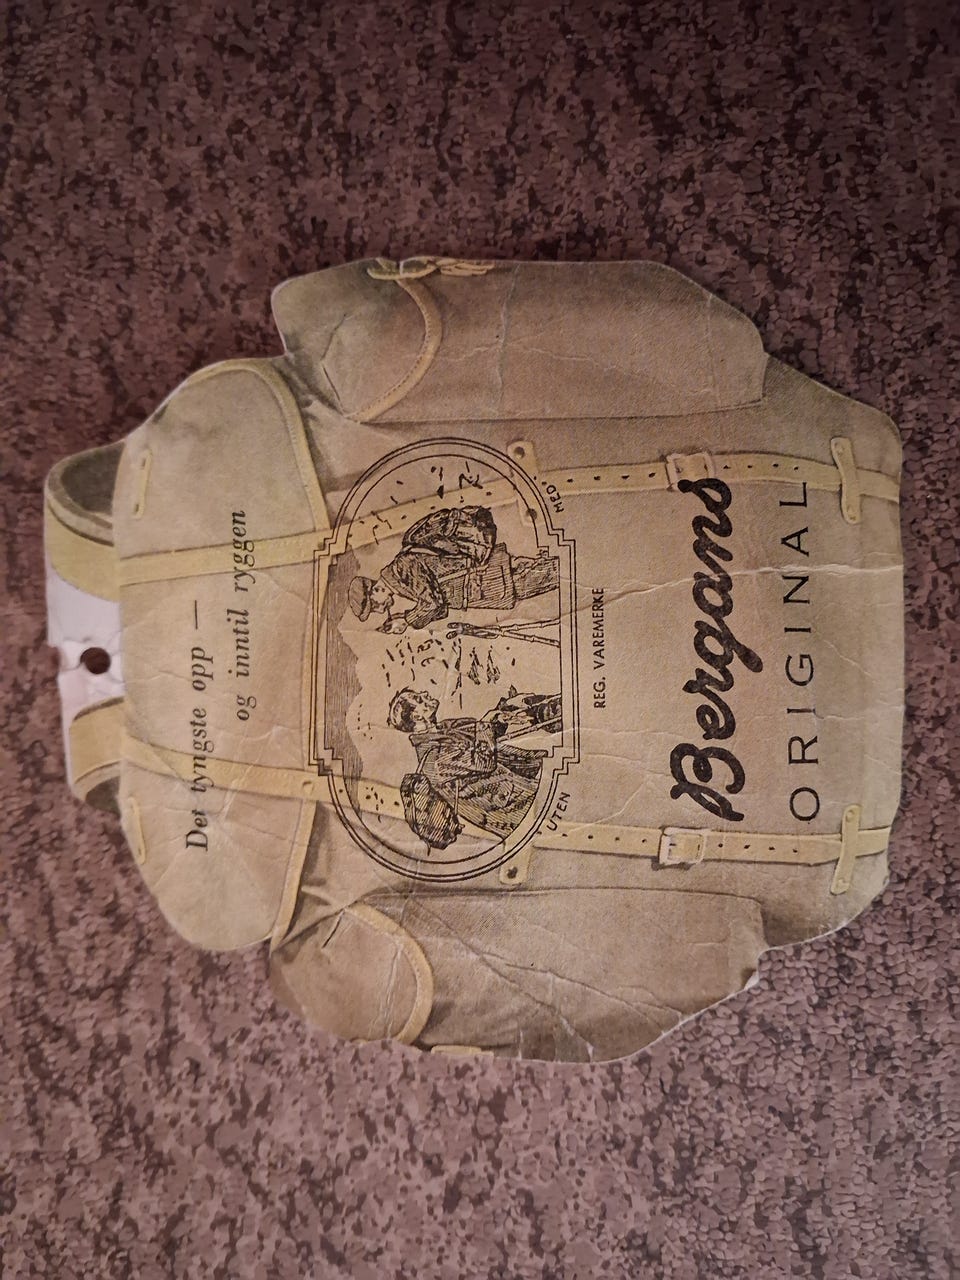 Det tyngste opp —
og inntil ryggen
UTEN
MED
REG. VAREMERKE
Bergans
ORIGINAL